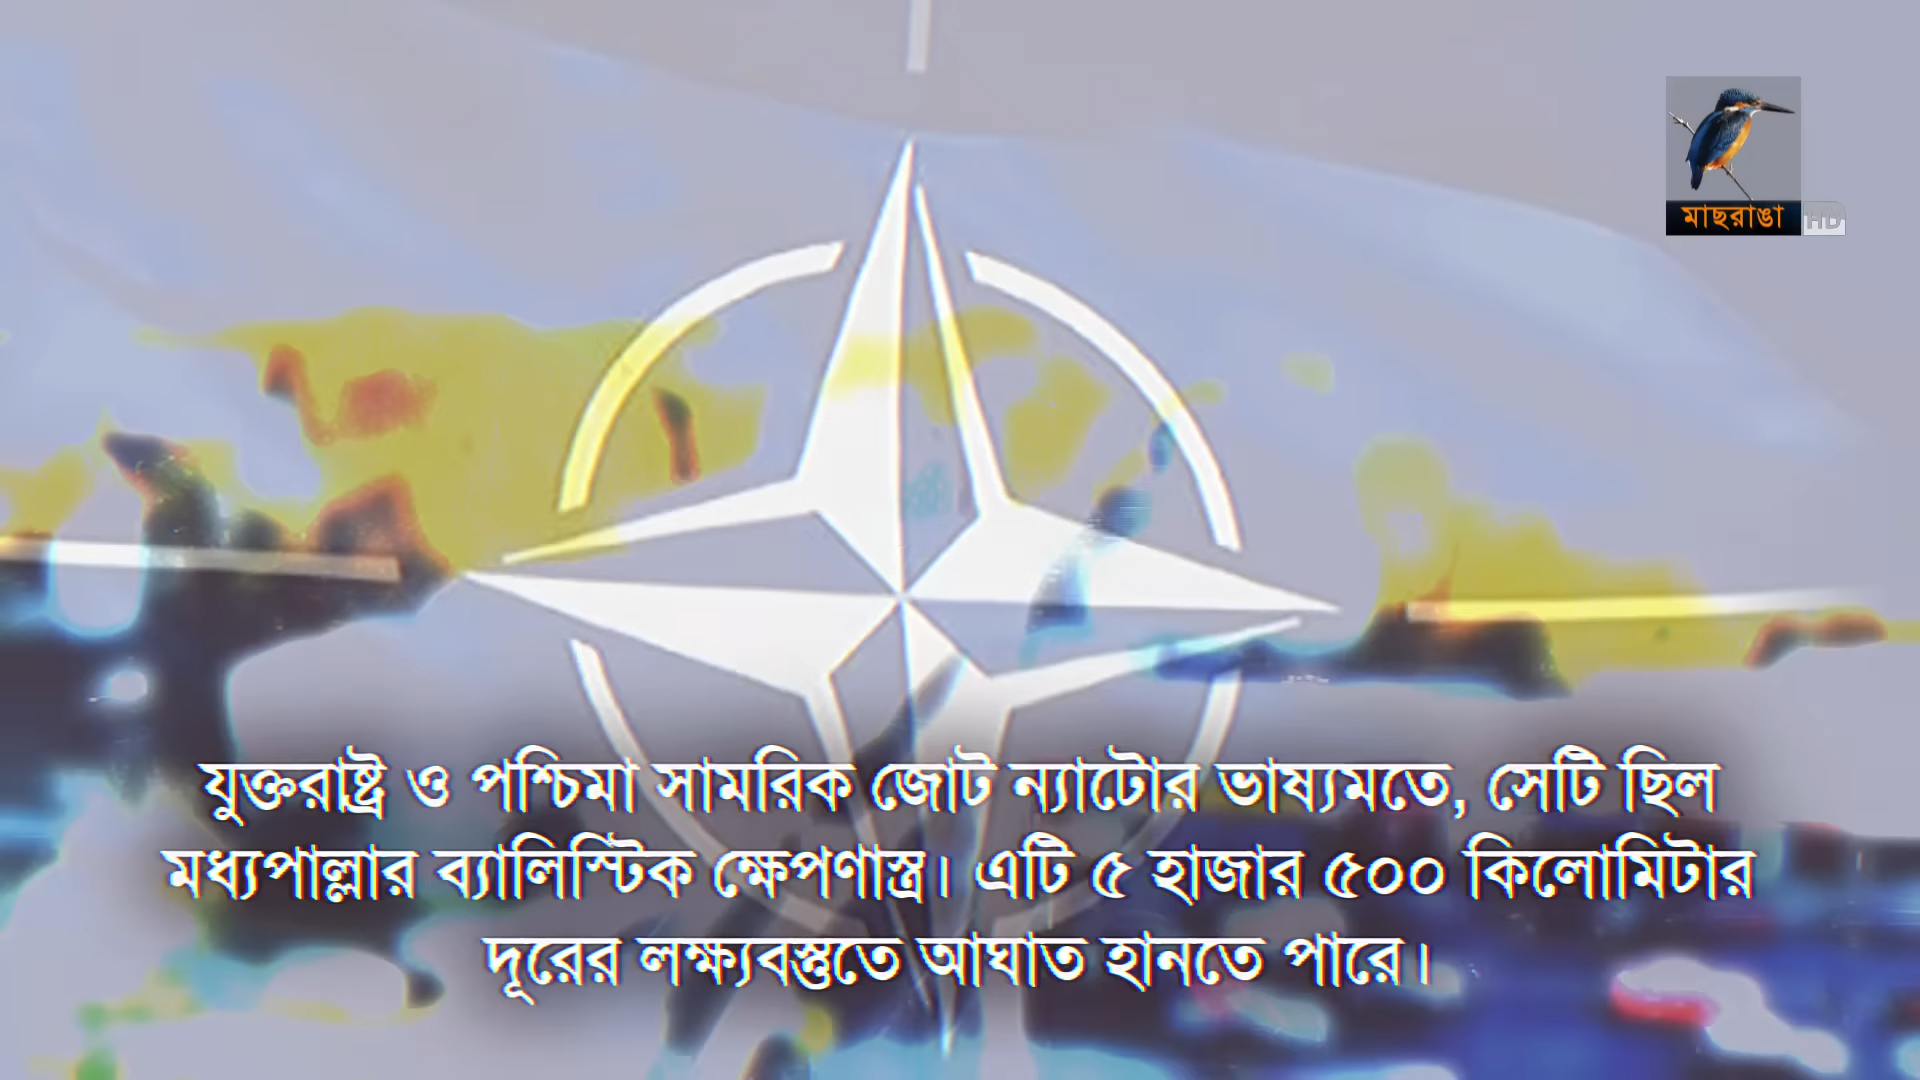 মাছরাঙা HD
যুক্তরাষ্ট্র ও পশ্চিমা সামরিক জোট ন্যাটোর ভাষ্যমতে, সেটি ছিল
মধ্যপাল্লার ব্যালিস্টিক ক্ষেপণাস্ত্র। এটি ৫ হাজার ৫০০ কিলোমিটার
দূরের লক্ষ্যবস্তুতে আঘাত হানতে পারে।